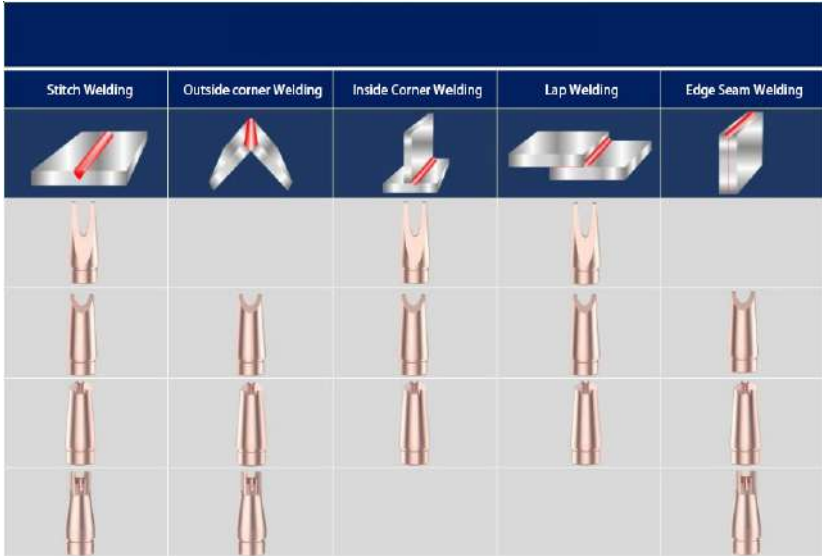 Stitch Welding
Outside corner Welding
Inside Corner Welding
Lap Welding
Edge Seam Welding